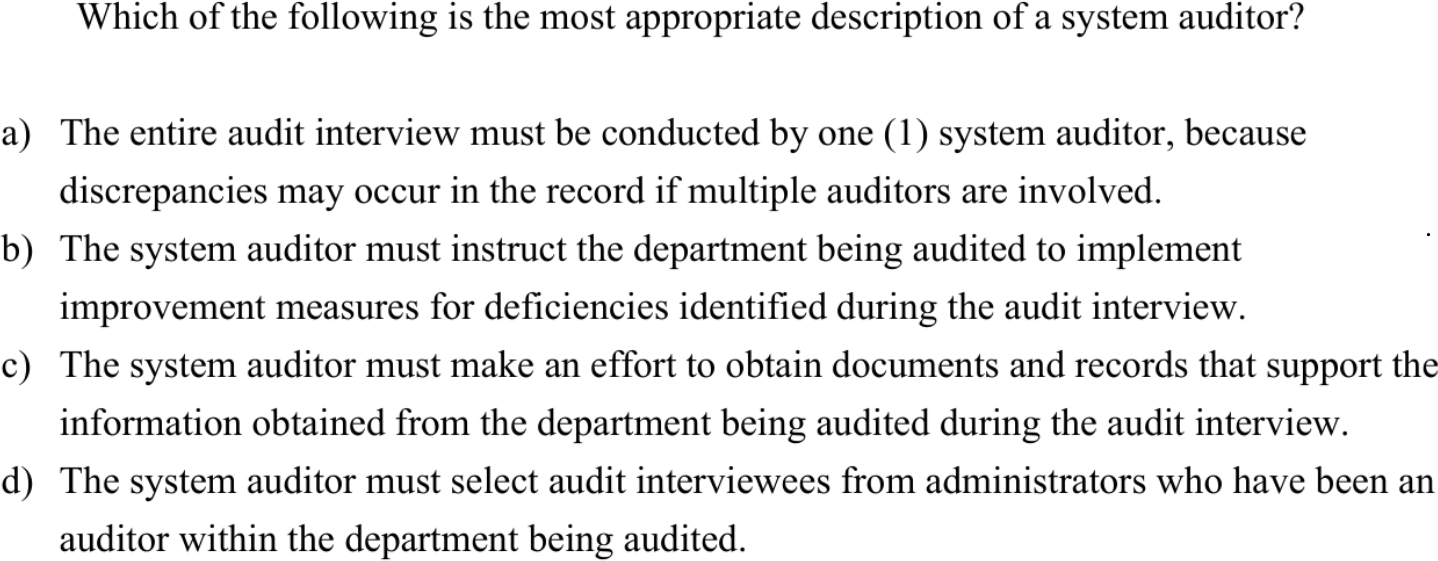 Which of the following is the most appropriate description of a system auditor?
a) The entire audit interview must be conducted by one (1) system auditor, because
discrepancies may occur in the record if multiple auditors are involved.
b) The system auditor must instruct the department being audited to implement
improvement measures for deficiencies identified during the audit interview.
c) The system auditor must make an effort to obtain documents and records that support the
information obtained from the department being audited during the audit interview.
d) The system auditor must select audit interviewees from administrators who have been an
auditor within the department being audited.